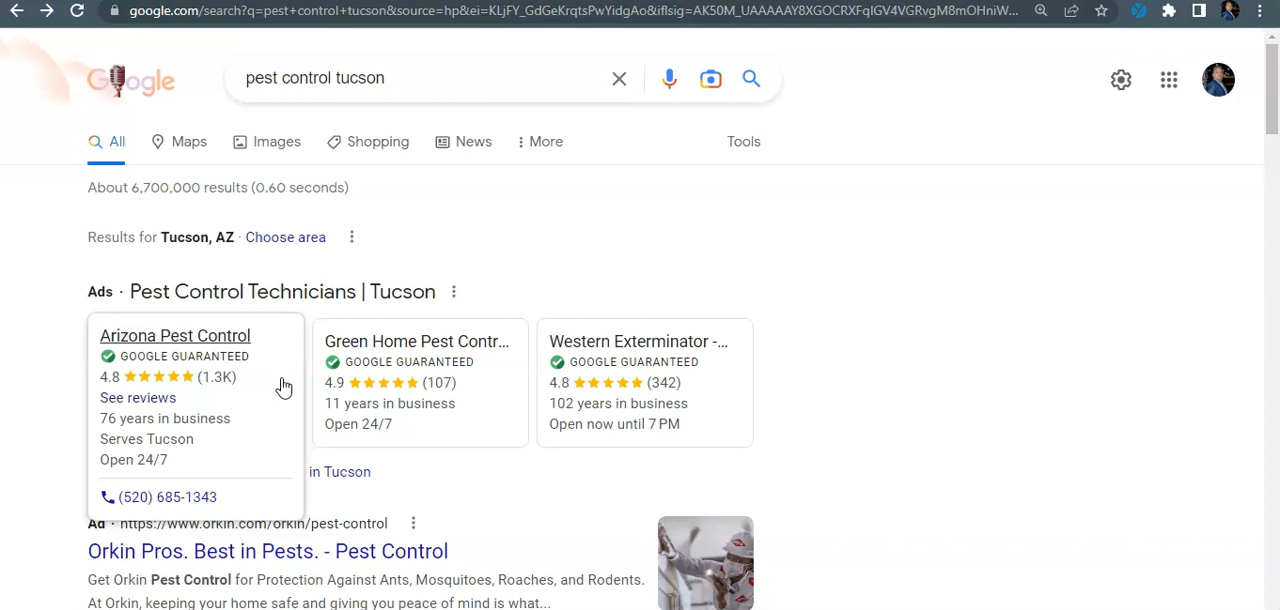 google.com/search?q=pest+control+tucson&source=hp&ei=KLjFY_GdGeKrqtsPwYidgAo&iflsig=AK50M_UAAAAAY8XGOCRXFqIGV4VGRvgM8mOHniW...
Google
pest control tucson
All Maps Images Shopping News More Tools
About 6,700,000 results (0.60 seconds)
Results for Tucson, AZ · Choose area
Ads · Pest Control Technicians | Tucson
Arizona Pest Control
GOOGLE GUARANTEED
4.8 (1.3K)
See reviews
76 years in business
Serves Tucson
Open 24/7
(520) 685-1343
Green Home Pest Contr...
GOOGLE GUARANTEED
4.9 (107)
11 years in business
Open 24/7
Western Exterminator -...
GOOGLE GUARANTEED
4.8 (342)
102 years in business
Open now until 7 PM
in Tucson
Ad · https://www.orkin.com/orkin/pest-control
Orkin Pros. Best in Pests. - Pest Control
Get Orkin Pest Control for Protection Against Ants, Mosquitoes, Roaches, and Rodents.
At Orkin, keeping your home safe and giving you peace of mind is what...